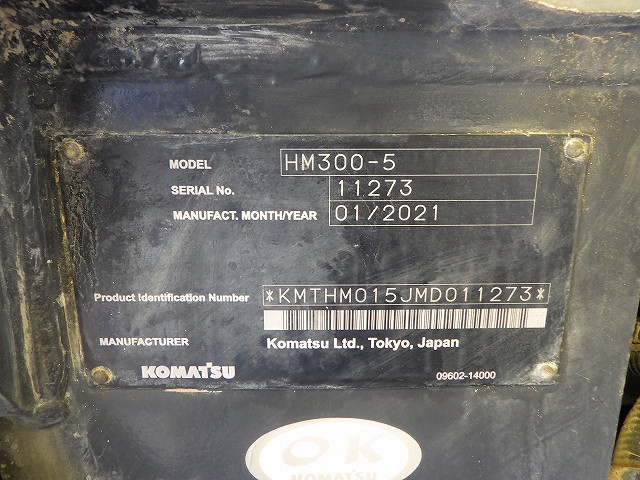 MODEL HM300-5
SERIAL No. 11273
MANUFACT. MONTH/YEAR 01/2021
Product Identification Number *KMTHM015JMD011273*
MANUFACTURER Komatsu Ltd., Tokyo, Japan
KOMATSU 09602-14000
OK
KOMATSU